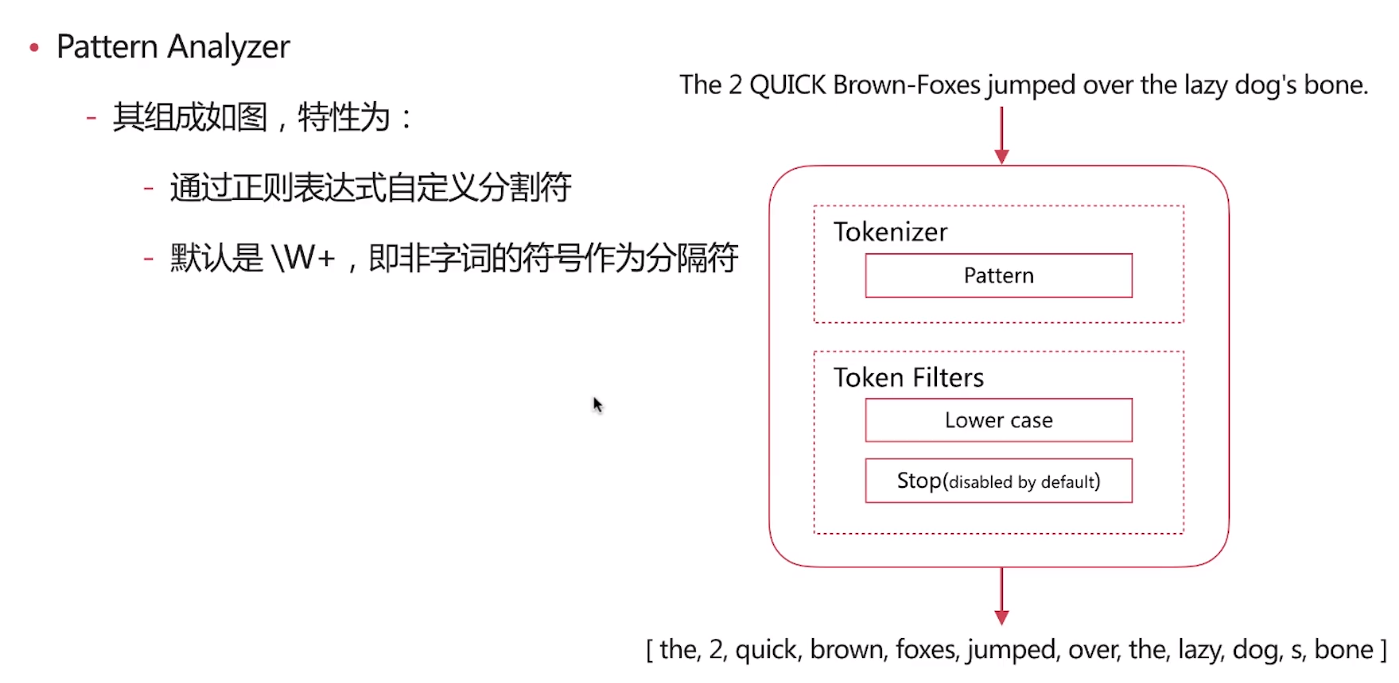 • Pattern Analyzer
- 其组成如图，特性为：
- 通过正则表达式自定义分割符
- 默认是 \W+，即非字词的符号作为分隔符
The 2 QUICK Brown-Foxes jumped over the lazy dog's bone.
Tokenizer
Pattern
Token Filters
Lower case
Stop(disabled by default)
[ the, 2, quick, brown, foxes, jumped, over, the, lazy, dog, s, bone ]